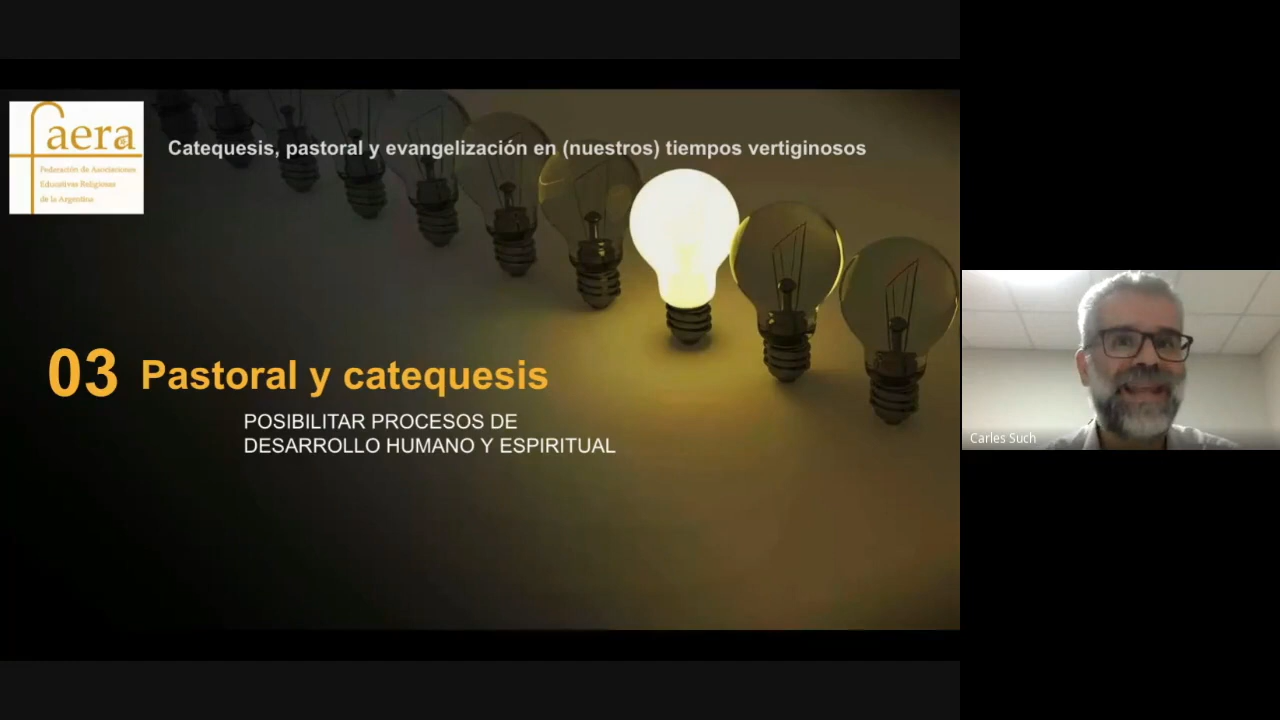 faera
Federación de Asociaciones
Educativas Religiosas
de la Argentina
Catequesis, pastoral y evangelización en (nuestros) tiempos vertiginosos
03 Pastoral y catequesis
POSIBILITAR PROCESOS DE
DESARROLLO HUMANO Y ESPIRITUAL
Carles Such